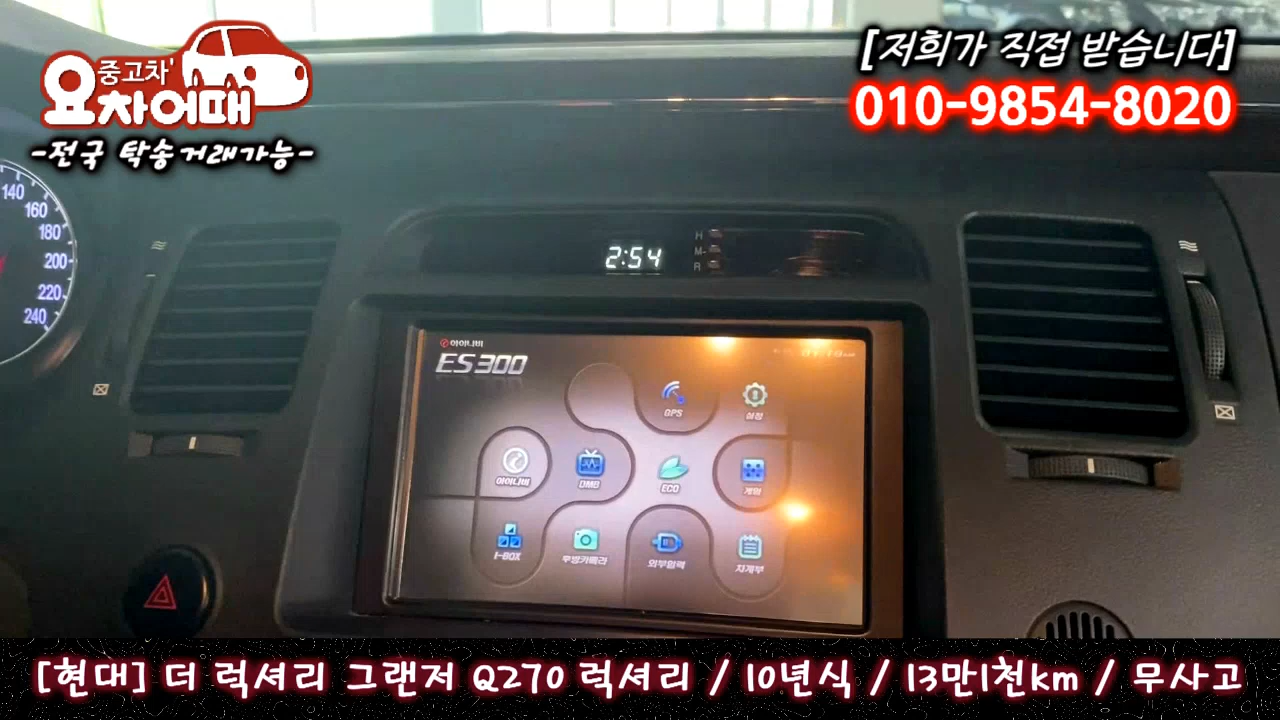 중고차'
요차어때
-전국 탁송거래가능-
[저희가 직접 받습니다]
010-9854-8020
140
160
180
200
220
240
2:54
H
M
R
아이나비
ES300
GPS
설정
아이나비
DMB
ECO
게임
I-BOX
후방카메라
외부입력
차계부
[현대] 더 럭셔리 그랜저 Q270 럭셔리 / 10년식 / 13만1천km / 무사고